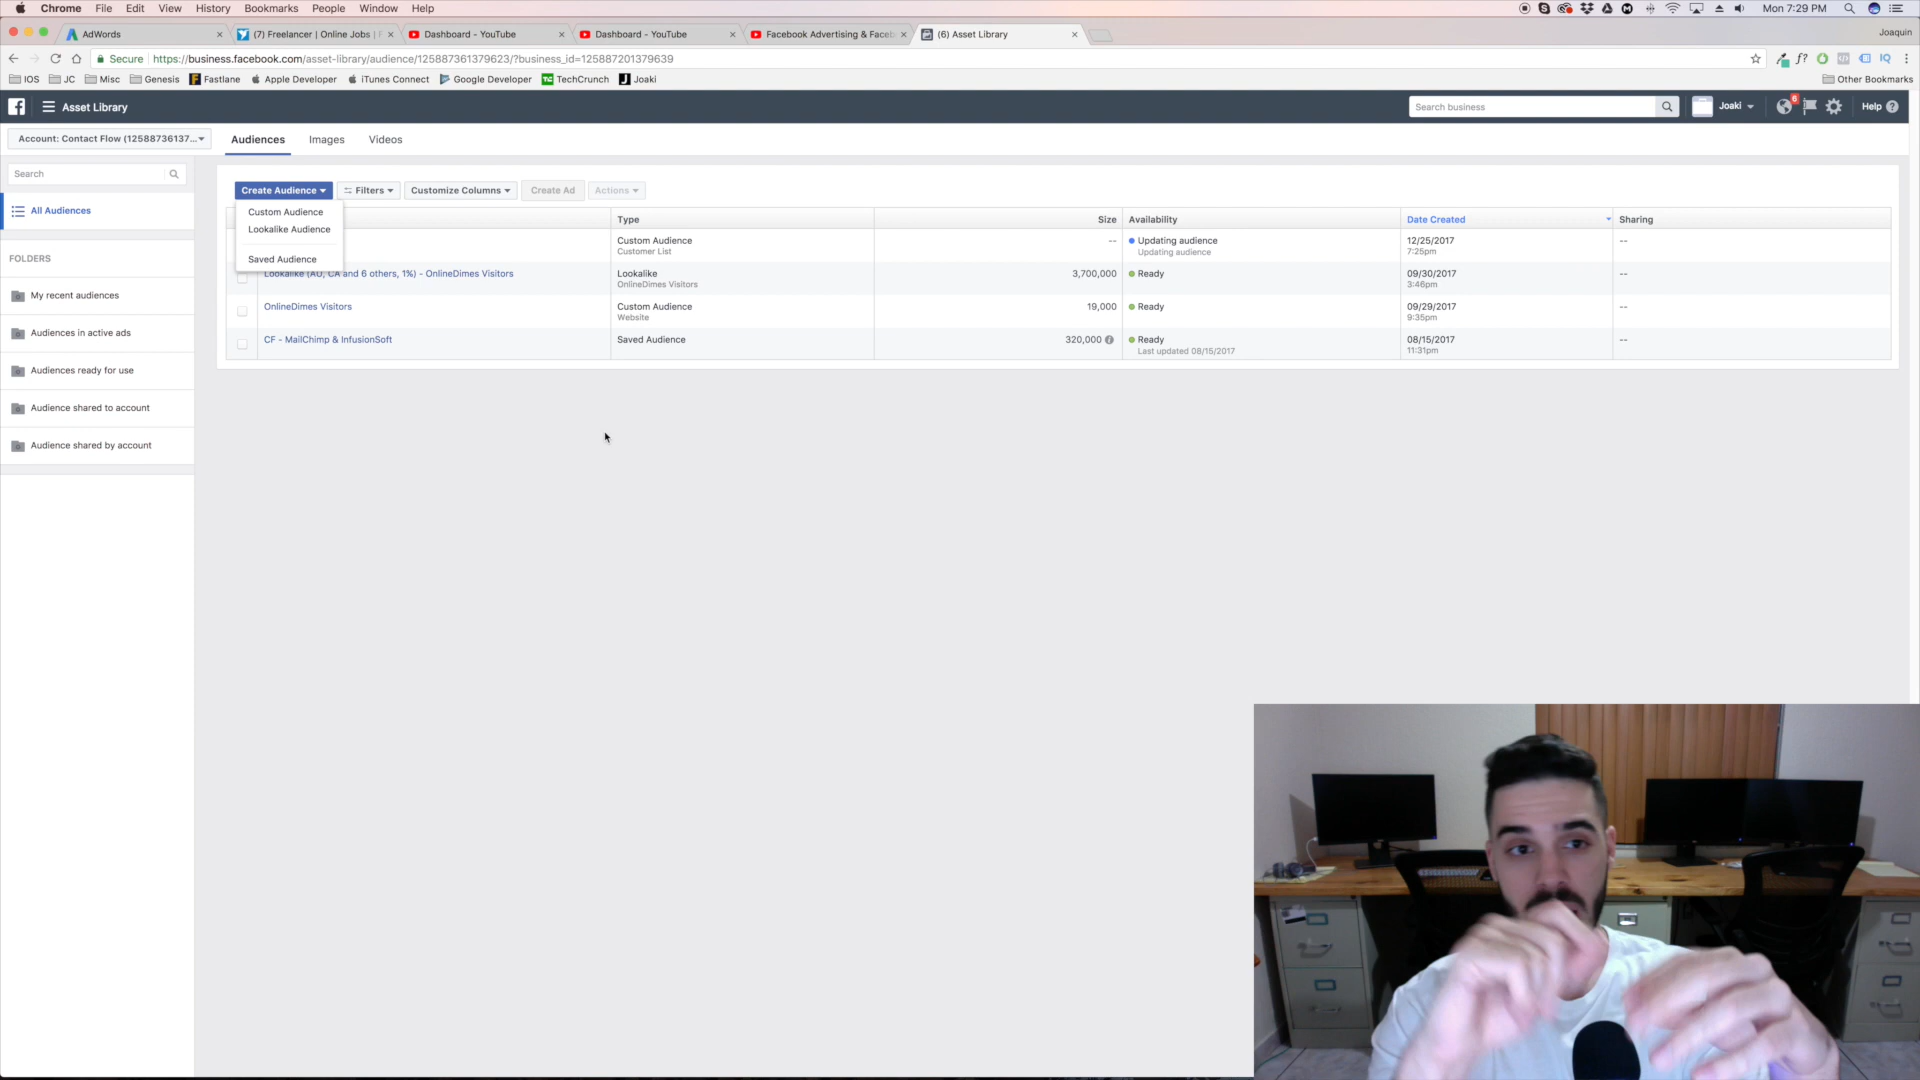 Chrome File Edit View History Bookmarks People Window Help Mon 7:29 PM
AdWords (7) Freelancer | Online Jobs | Dashboard - YouTube Dashboard - YouTube Facebook Advertising & Faceb (6) Asset Library Joaquin
Secure https://business.facebook.com/asset-library/audience/125887361379623/?business_id=125887201379639
IOS JC Misc Genesis Fastlane Apple Developer iTunes Connect Google Developer TechCrunch Joaki Other Bookmarks
Asset Library Search business Joaki 6 Help
Account: Contact Flow (12588736137... Audiences Images Videos
Search
Create Audience Filters Customize Columns Create Ad Actions
All Audiences
Custom Audience
Lookalike Audience
Saved Audience
Type Size Availability Date Created Sharing
Custom Audience -- Updating audience 12/25/2017 --
Customer List Updating audience 7:25pm
Lookalike (AU, CA and 6 others, 1%) - OnlineDimes Visitors Lookalike 3,700,000 Ready 09/30/2017 --
OnlineDimes Visitors 3:46pm
OnlineDimes Visitors Custom Audience 19,000 Ready 09/29/2017 --
Website 9:35pm
CF - MailChimp & InfusionSoft Saved Audience 320,000 Ready 08/15/2017 --
Last updated 08/15/2017 11:31pm
FOLDERS
My recent audiences
Audiences in active ads
Audiences ready for use
Audience shared to account
Audience shared by account